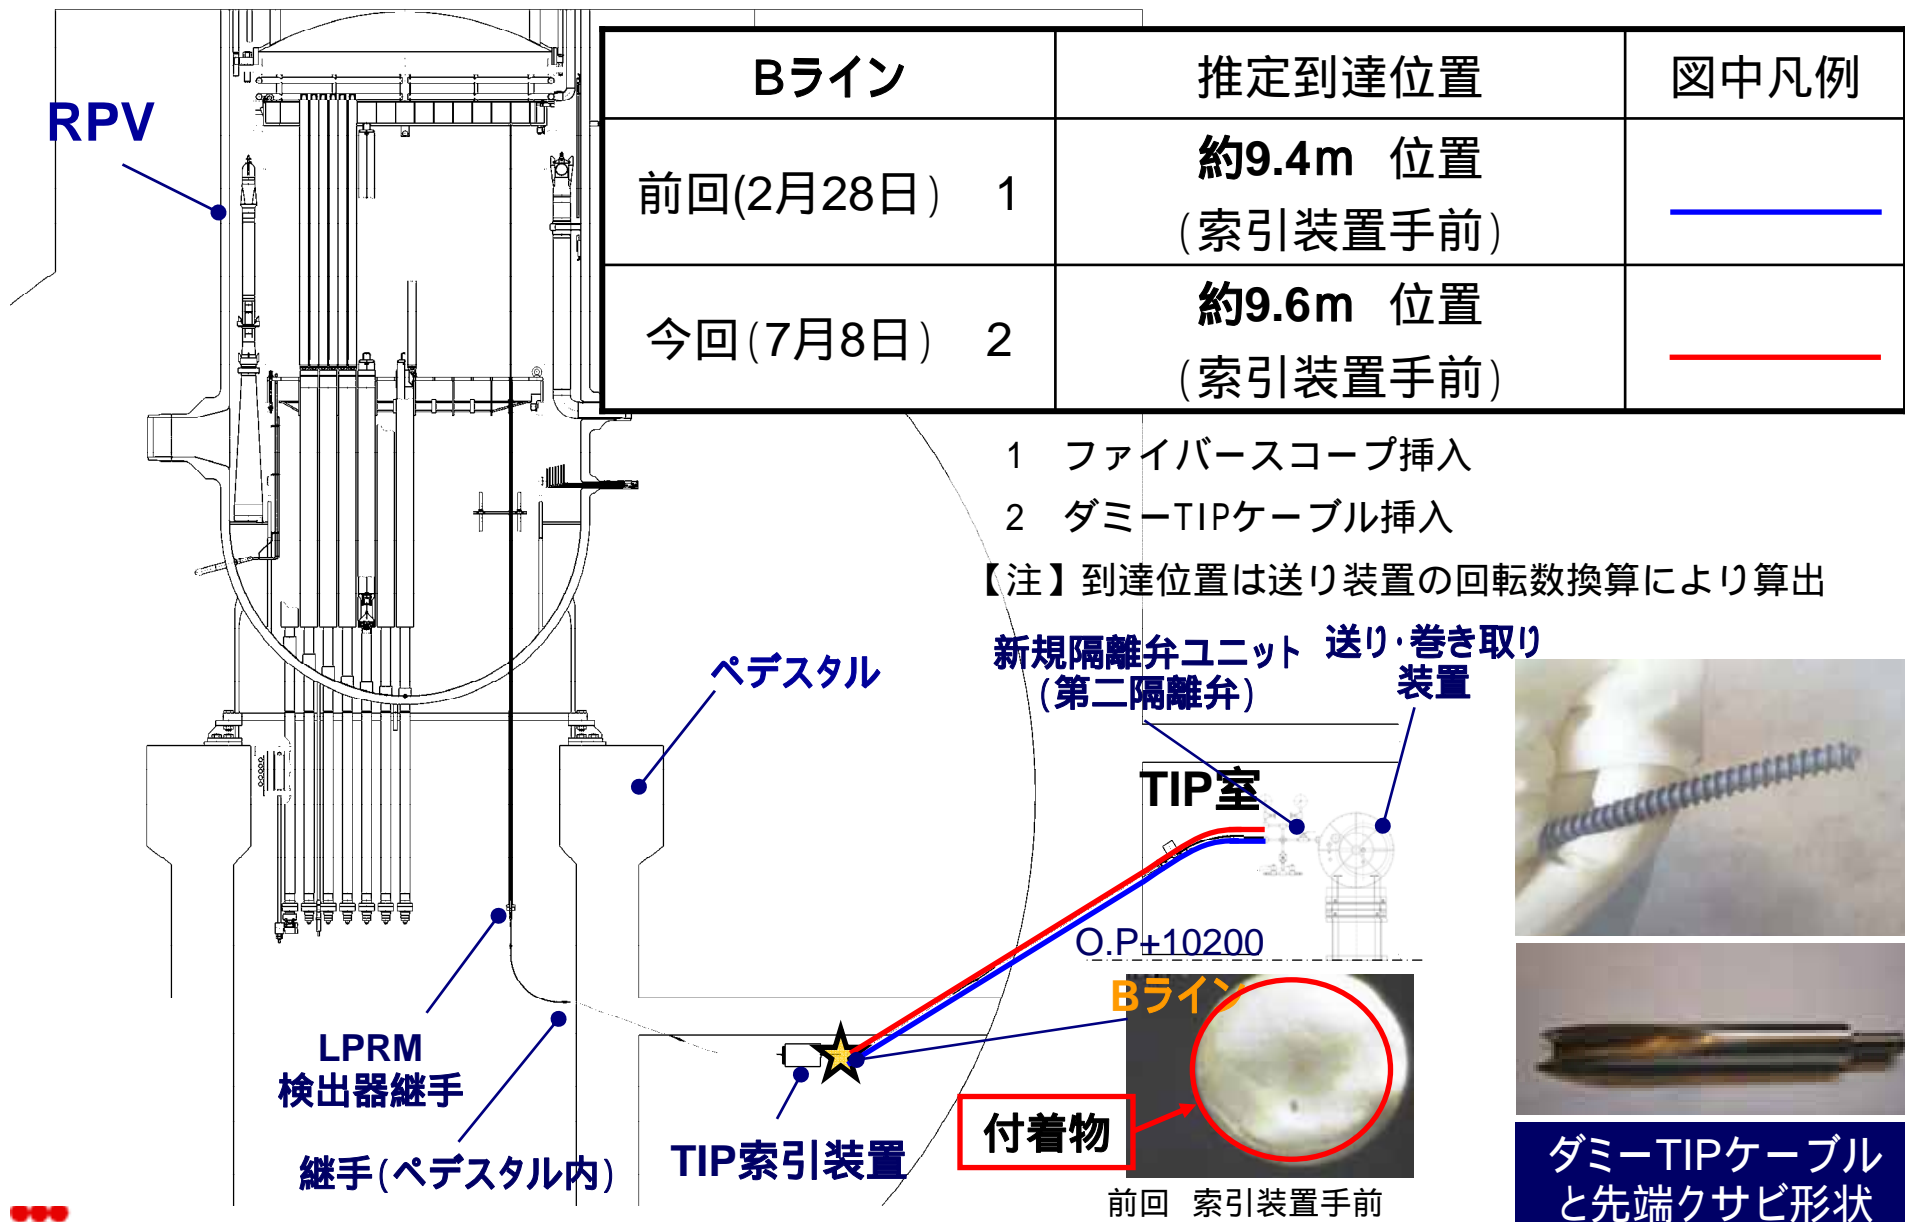 Bライン 推定到達位置 図中凡例
前回(2月28日) 1 約9.4m 位置
(索引装置手前)
今回(7月8日) 2 約9.6m 位置
(索引装置手前)
1 ファイバースコープ挿入
2 ダミーTIPケーブル挿入
【注】到達位置は送り装置の回転数換算により算出
RPV
ペデスタル
新規隔離弁ユニット
(第二隔離弁)
送り・巻き取り
装置
TIP室
O.P+10200
Bライン
LPRM
検出器継手
継手(ペデスタル内)
TIP索引装置
付着物
前回 索引装置手前
ダミーTIPケーブル
と先端クサビ形状